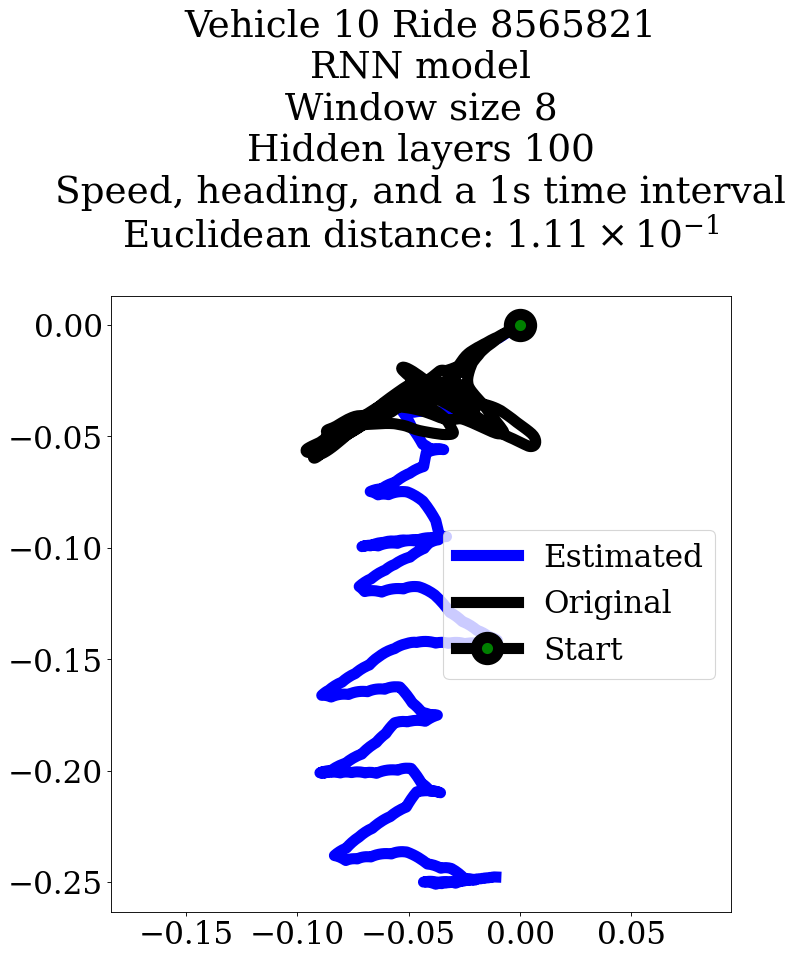 Vehicle 10 Ride 8565821
RNN model
Window size 8
Hidden layers 100
Speed, heading, and a 1s time interval
Euclidean distance: 1.11 × 10⁻¹
0.00
−0.05
−0.10
−0.15
−0.20
−0.25
Estimated
Original
Start
−0.15 −0.10 −0.05 0.00 0.05